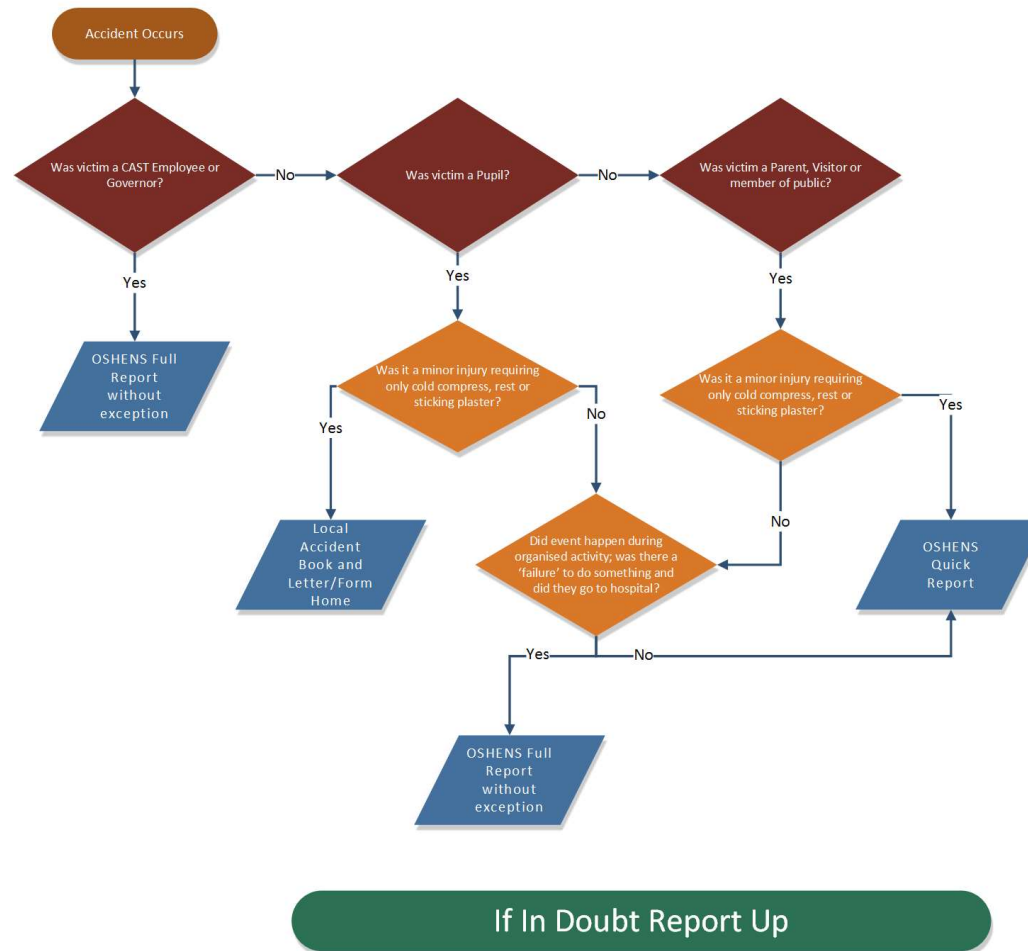 Accident Occurs
Was victim a CAST Employee or
Governor?
No
Was victim a Pupil?
No
Was victim a Parent, Visitor or
member of public?
Yes
Yes
Yes
OSHENS Full
Report
without
exception
Was it a minor injury requiring
only cold compress, rest or
sticking plaster?
Was it a minor injury requiring
only cold compress, rest or
sticking plaster?
Yes
No
Yes
Local
Accident
Book and
Letter/Form
Home
Did event happen during
organised activity; was there a
‘failure’ to do something and
did they go to hospital?
No
OSHENS
Quick
Report
Yes
No
OSHENS Full
Report
without
exception
If In Doubt Report Up